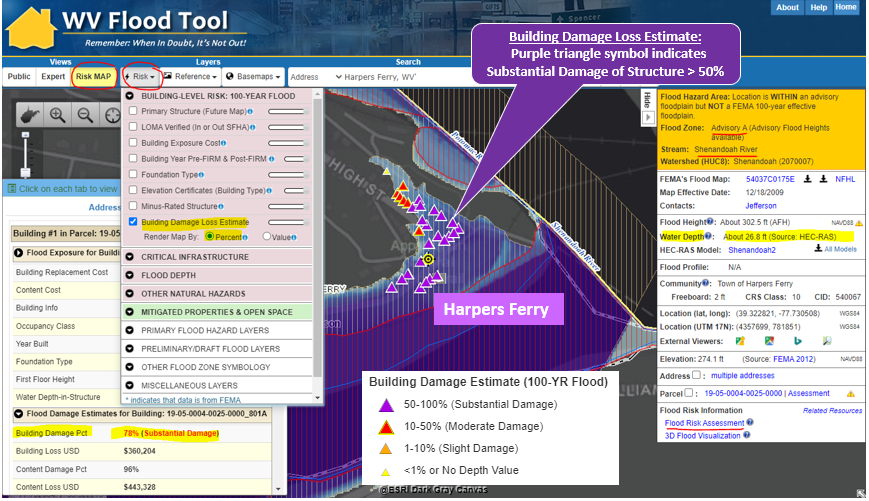 WV Flood Tool
Remember: When In Doubt, It's Not Out!
About
Help
Home
Views
Layers
Search
Public
Expert
Risk MAP
Risk
Reference
Basemaps
Address
Harpers Ferry, WV
Building Damage Loss Estimate:
Purple triangle symbol indicates
Substantial Damage of Structure > 50%
BUILDING-LEVEL RISK: 100-YEAR FLOOD
Primary Structure (Future Map)
LOMA Verified (In or Out SFHA)
Building Exposure Cost
Building Year Pre-FIRM & Post-FIRM
Foundation Type
Elevation Certificates (Building Type)
Minus-Rated Structure
Building Damage Loss Estimate
Render Map By: Percent Value
CRITICAL INFRASTRUCTURE
FLOOD DEPTH
OTHER NATURAL HAZARDS
MITIGATED PROPERTIES & OPEN SPACE
PRIMARY FLOOD HAZARD LAYERS
PRELIMINARY/DRAFT FLOOD LAYERS
OTHER FLOOD ZONE SYMBOLOGY
MISCELLANEOUS LAYERS
* indicates that data is from FEMA
Click on each tab to view
Addres
Building #1 in Parcel: 19-05
Flood Exposure for Buildin
Building Replacement Cost
Content Cost
Building Info
Occupancy Class
Year Built
Foundation Type
First Floor Height
Water Depth-in-Structure
Flood Damage Estimates for Building: 19-05-0004-0025-0000_801A
Building Damage Pct 78% (Substantial Damage)
Building Loss USD $360,204
Content Damage Pct 96%
Content Loss USD $443,328
HIGH ST
Potomac R
Shenandoah River
Harpers Ferry
Building Damage Estimate (100-YR Flood)
50-100% (Substantial Damage)
10-50% (Moderate Damage)
1-10% (Slight Damage)
<1% or No Depth Value
@ESRI Dark Gray Canvas
Hide
Flood Hazard Area: Location is WITHIN an advisory
floodplain but NOT a FEMA 100-year effective
floodplain.
Flood Zone: Advisory A (Advisory Flood Heights
available)
Stream: Shenandoah River
Watershed (HUC8): Shenandoah (2070007)
FEMA's Flood Map: 54037C0175E NFHL
Map Effective Date: 12/18/2009
Contacts: Jefferson
Flood Height: About 302.5 ft (AFH) NAVD88
Water Depth: About 26.8 ft (Source: HEC-RAS)
HEC-RAS Model: Shenandoah2 All Models
Flood Profile: N/A
Community: Town of Harpers Ferry
Freeboard: 2 ft CRS Class: 10 CID: 540067
Location (lat, long): (39.322821, -77.730508) WGS84
Location (UTM 17N): (4357699, 781851) WGS84
External Viewers:
Elevation: 274.1 ft (Source: FEMA 2012) NAVD88
Address : multiple addresses
Parcel : 19-05-0004-0025-0000 | Assessment
Flood Risk Information Related Resources
Flood Risk Assessment
3D Flood Visualization